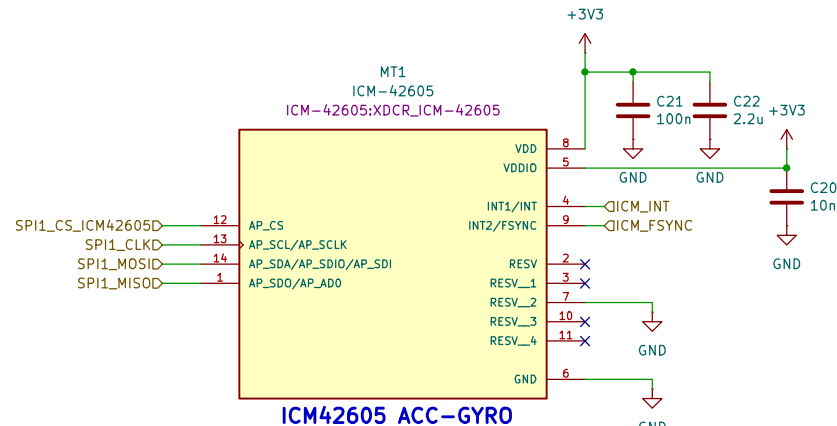 +3V3
MT1
ICM-42605
ICM-42605:XDCR_ICM-42605
C21
100n
C22
2.2u
+3V3
VDD 8
VDDIO 5
GND
GND
C20
10n
INT1/INT 4 ICM_INT
INT2/FSYNC 9 ICM_FSYNC
SPI1_CS_ICM42605 12 AP_CS
SPI1_CLK 13 AP_SCL/AP_SCLK
SPI1_MOSI 14 AP_SDA/AP_SDIO/AP_SDI
SPI1_MISO 1 AP_SDO/AP_AD0
GND
RESV 2
RESV__1 3
RESV__2 7
RESV__3 10
RESV__4 11
GND
GND 6
GND
ICM42605 ACC-GYRO